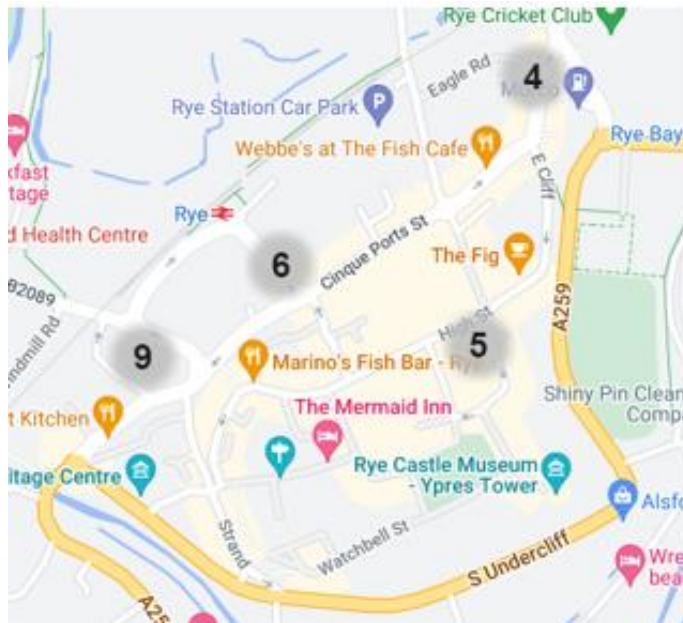 Rye Cricket Club
4
Eagle Rd
Rye Station Car Park
P
Webbe's at The Fish Cafe
Rye Bay
kfast
tage
E Cliff
Rye
d Health Centre
6
Cinque Ports St
The Fig
B2089
A259
High St
5
9
Marino's Fish Bar - Ry
Shiny Pin Clean
Compa
t Kitchen
The Mermaid Inn
itage Centre
Rye Castle Museum
- Ypres Tower
Alsfo
Strand
Watchbell St
S Undercliff
Wre
bea
A25